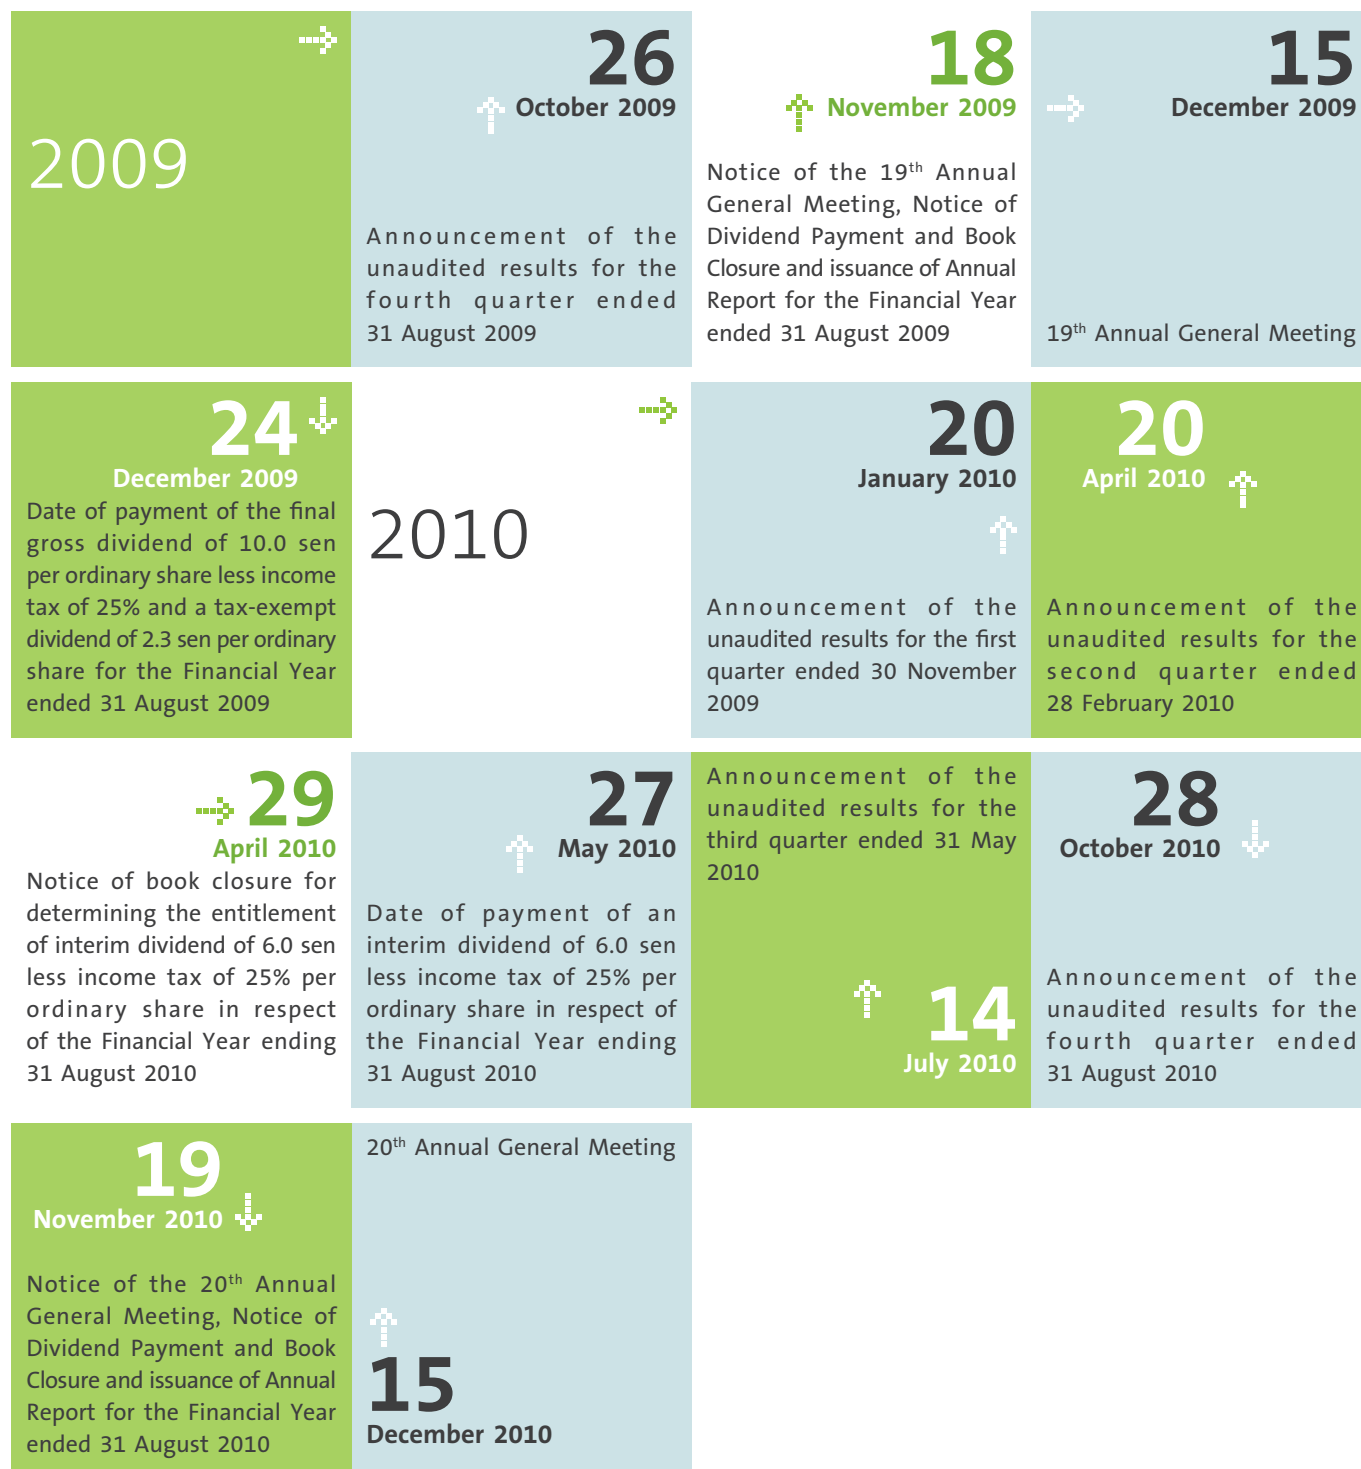 2009
26
October 2009
Announcement of the
unaudited results for the
fourth quarter ended
31 August 2009
18
November 2009
Notice of the 19th Annual
General Meeting, Notice of
Dividend Payment and Book
Closure and issuance of Annual
Report for the Financial Year
ended 31 August 2009
15
December 2009
19th Annual General Meeting
24
December 2009
Date of payment of the final
gross dividend of 10.0 sen
per ordinary share less income
tax of 25% and a tax-exempt
dividend of 2.3 sen per ordinary
share for the Financial Year
ended 31 August 2009
2010
20
January 2010
Announcement of the
unaudited results for the first
quarter ended 30 November
2009
20
April 2010
Announcement of the
unaudited results for the
second quarter ended
28 February 2010
29
April 2010
Notice of book closure for
determining the entitlement
of interim dividend of 6.0 sen
less income tax of 25% per
ordinary share in respect
of the Financial Year ending
31 August 2010
27
May 2010
Date of payment of an
interim dividend of 6.0 sen
less income tax of 25% per
ordinary share in respect of
the Financial Year ending
31 August 2010
Announcement of the
unaudited results for the
third quarter ended 31 May
2010
14
July 2010
28
October 2010
Announcement of the
unaudited results for the
fourth quarter ended
31 August 2010
19
November 2010
Notice of the 20th Annual
General Meeting, Notice of
Dividend Payment and Book
Closure and issuance of Annual
Report for the Financial Year
ended 31 August 2010
20th Annual General Meeting
15
December 2010